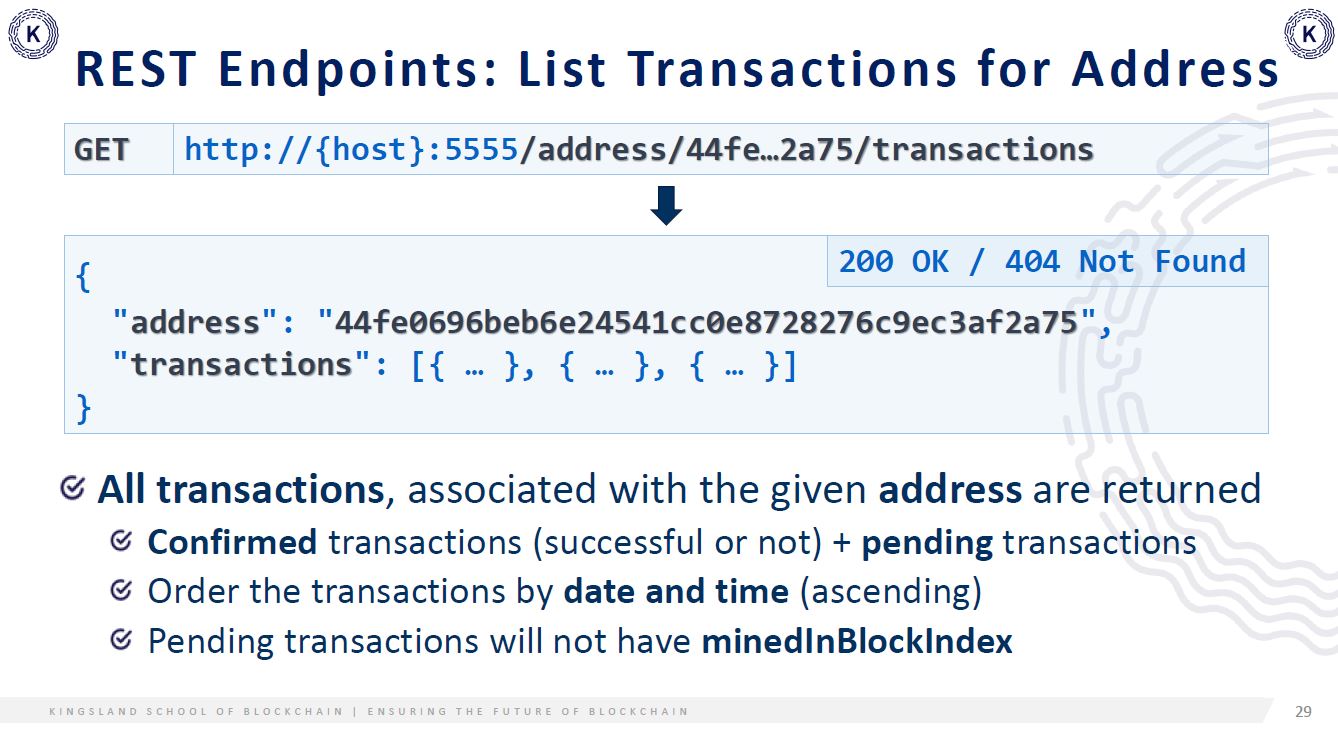 K
K
REST Endpoints: List Transactions for Address
GET http://{host}:5555/address/44fe…2a75/transactions
200 OK / 404 Not Found
{
"address": "44fe0696beb6e24541cc0e8728276c9ec3af2a75",
"transactions": [{ … }, { … }, { … }]
}
All transactions, associated with the given address are returned
Confirmed transactions (successful or not) + pending transactions
Order the transactions by date and time (ascending)
Pending transactions will not have minedInBlockIndex
KINGSLAND SCHOOL OF BLOCKCHAIN | ENSURING THE FUTURE OF BLOCKCHAIN
29